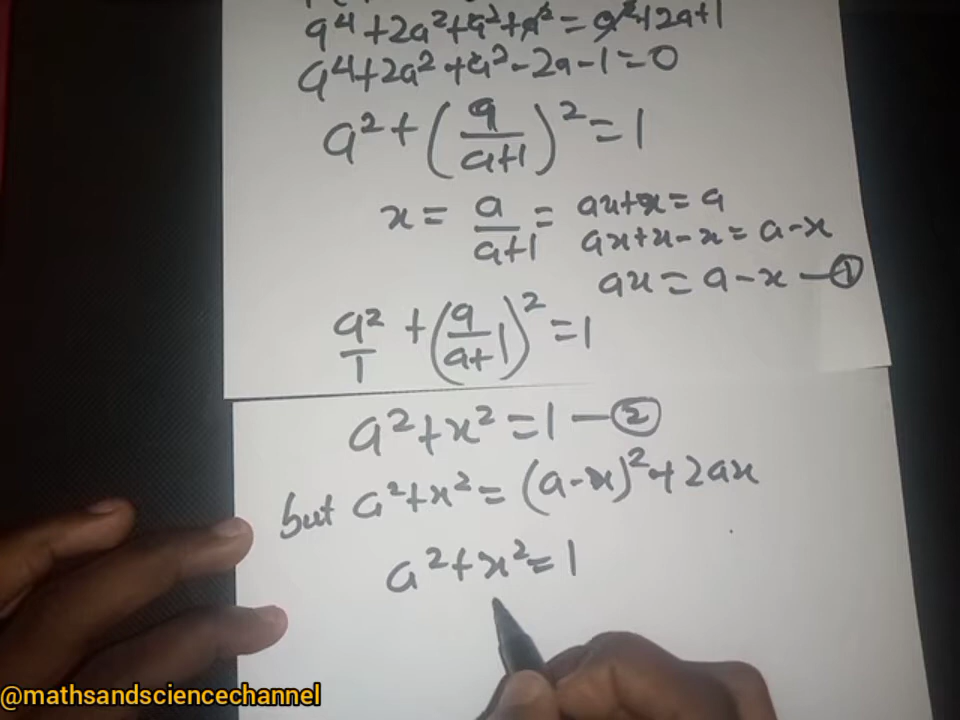 a⁴+2a²+a²+a²=a²+2a+1
a⁴+2a²+a²-2a-1=0
a²+(a/a+1)²=1
x=a/a+1= ax+x=a
ax+x-x=a-x
ax=a-x—①
a²/1+(a/a+1)²=1
a²+x²=1—②
but a²+x²=(a-x)²+2ax
a²+x²=1
@mathsandsciencechannel